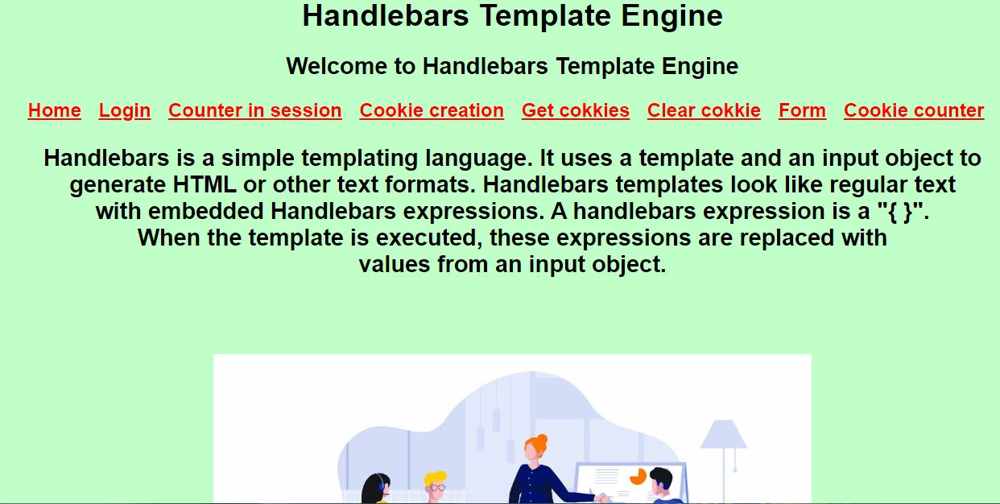 Handlebars Template Engine
Welcome to Handlebars Template Engine
Home Login Counter in session Cookie creation Get cokkies Clear cokkie Form Cookie counter
Handlebars is a simple templating language. It uses a template and an input object to
generate HTML or other text formats. Handlebars templates look like regular text
with embedded Handlebars expressions. A handlebars expression is a "{ }".
When the template is executed, these expressions are replaced with
values from an input object.